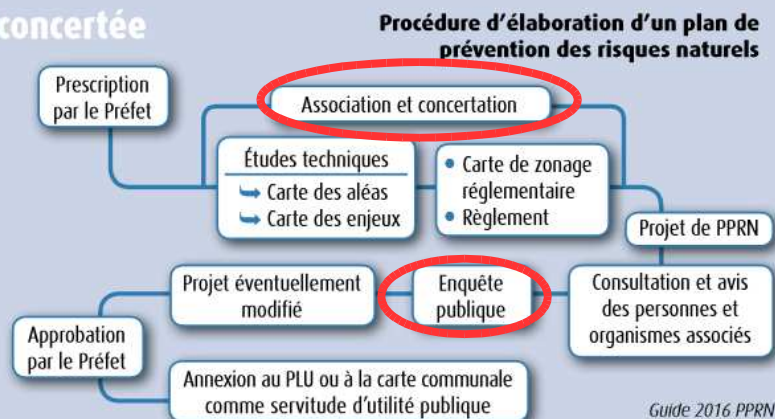 concertée
Procédure d'élaboration d'un plan de
prévention des risques naturels
Prescription
par le Préfet
Association et concertation
Études techniques
Carte des aléas
Carte des enjeux
• Carte de zonage
réglementaire
• Règlement
Projet de PPRN
Consultation et avis
des personnes et
organismes associés
Enquête
publique
Projet éventuellement
modifié
Approbation
par le Préfet
Annexion au PLU ou à la carte communale
comme servitude d'utilité publique
Guide 2016 PPRN